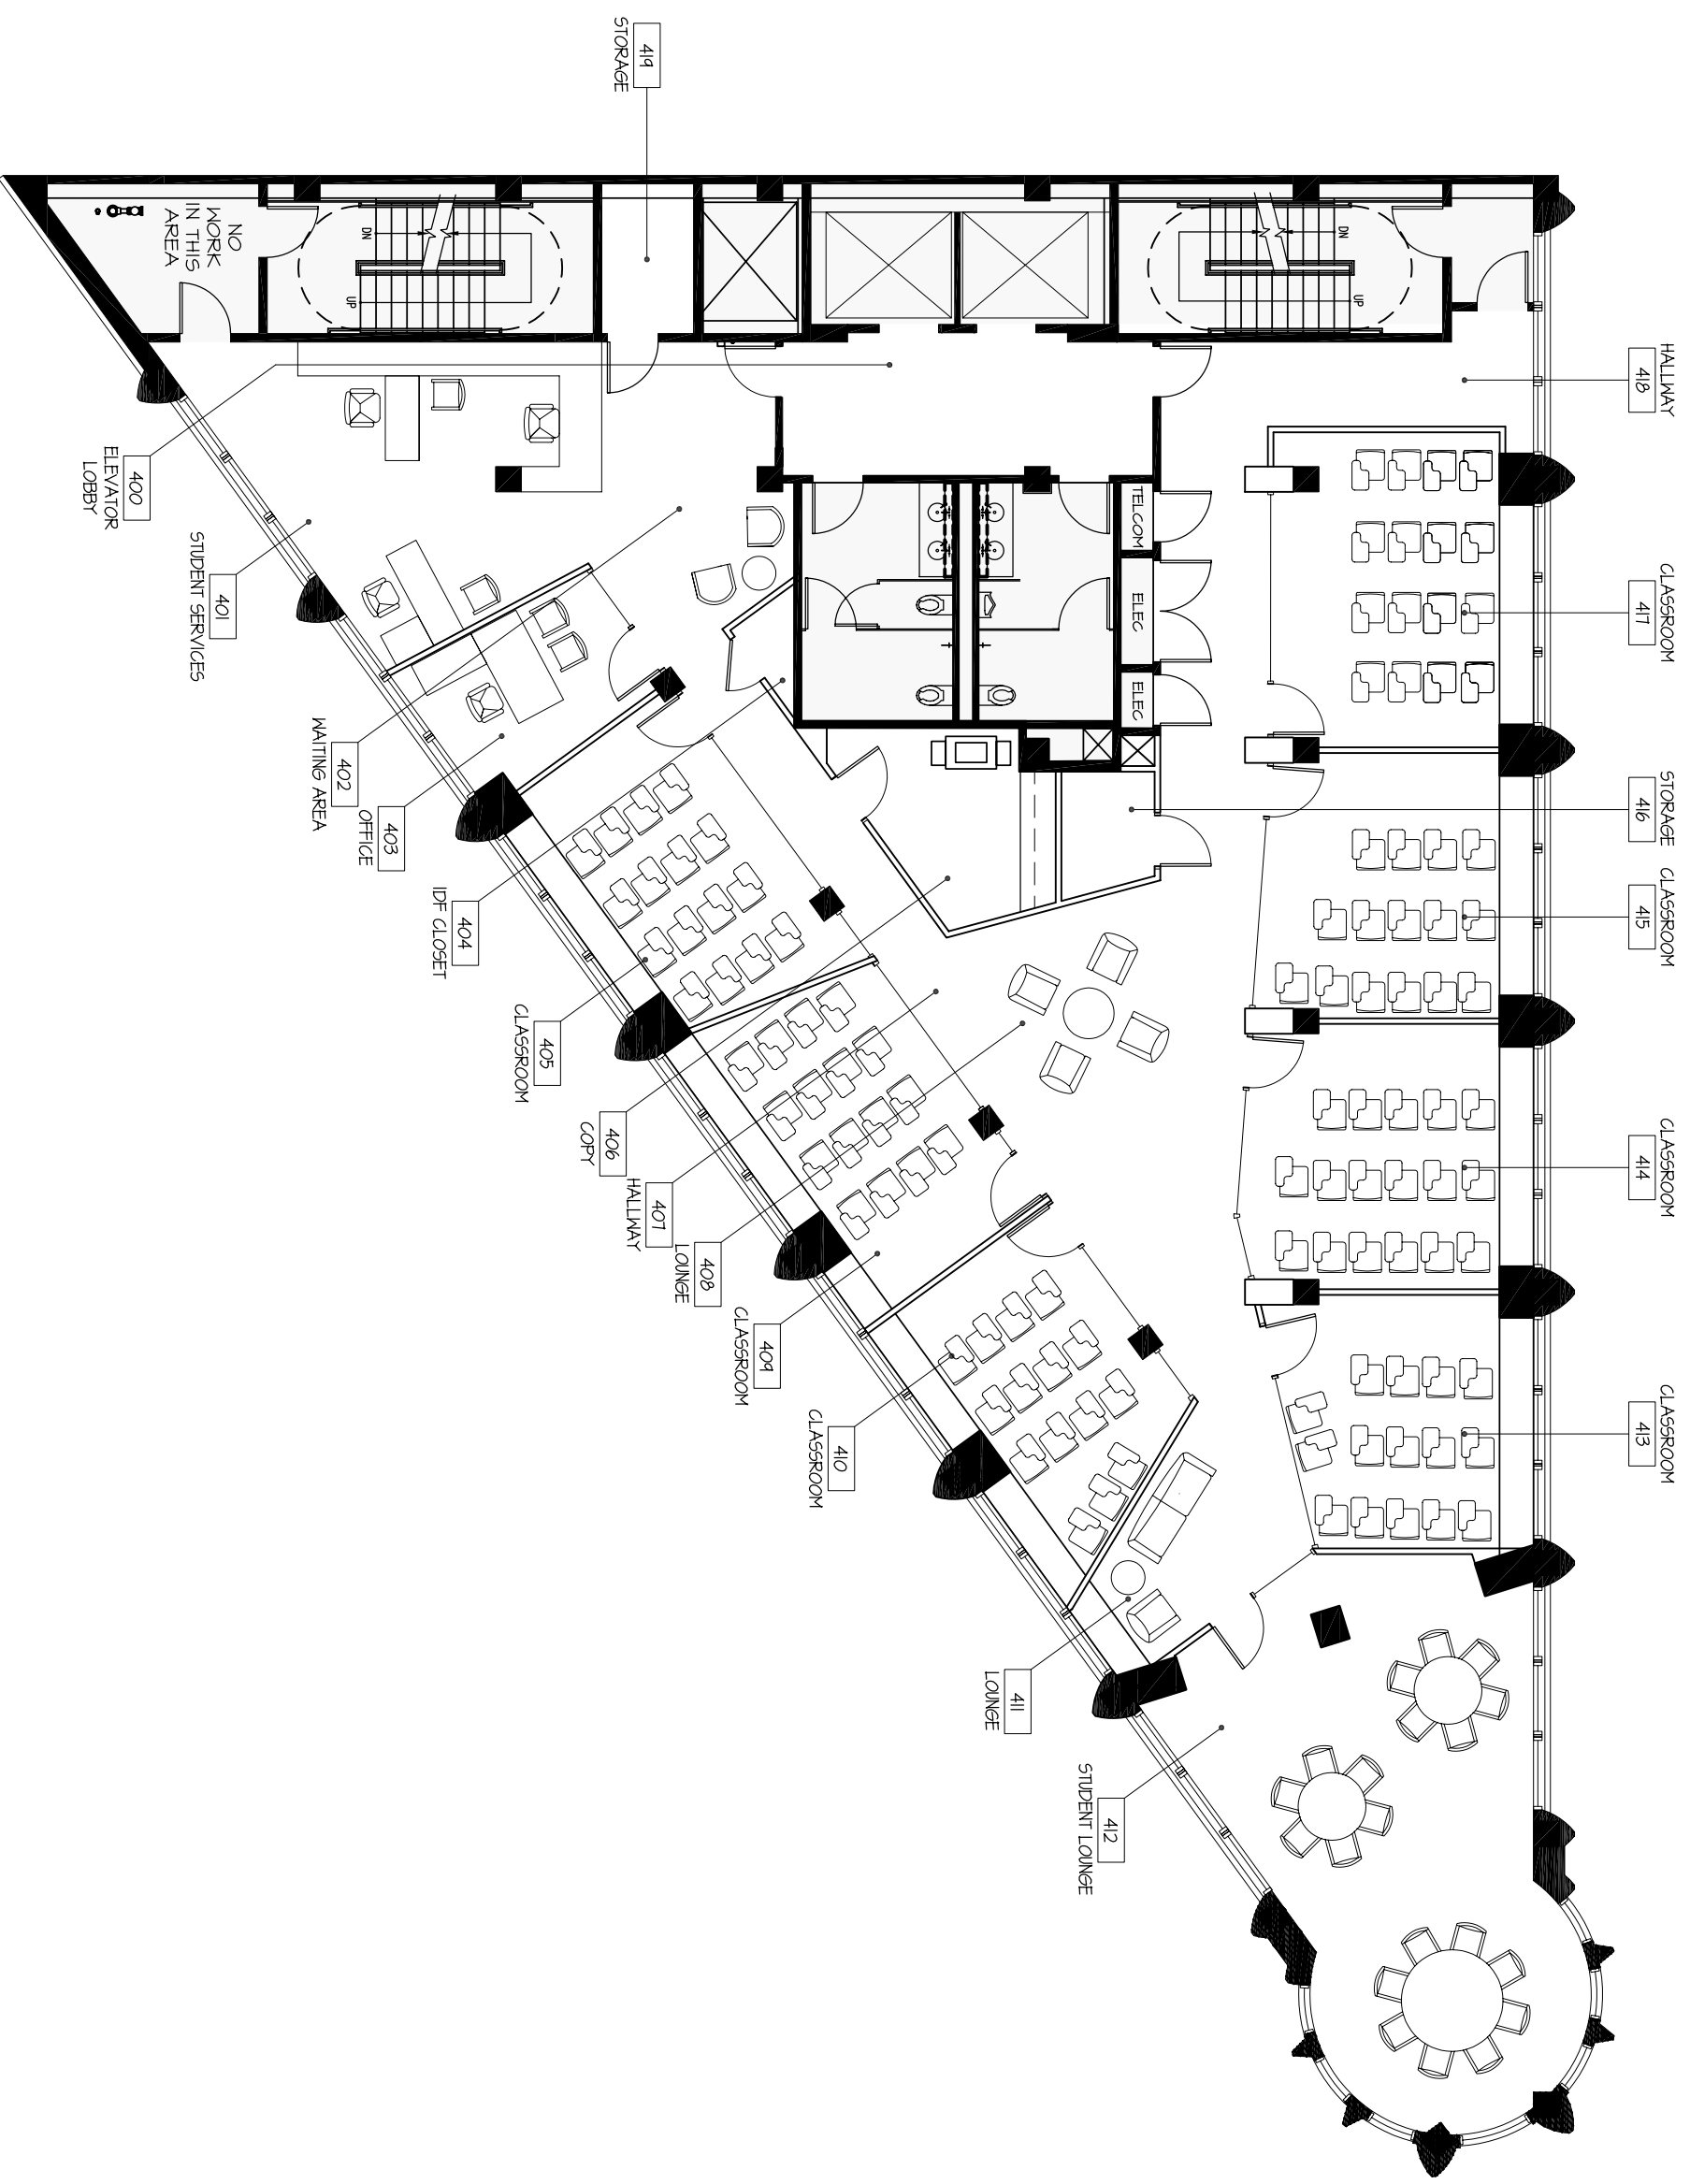 HALLWAY
418
CLASSROOM
417
STORAGE
416
CLASSROOM
415
CLASSROOM
414
CLASSROOM
413
DN
UP
TELCOM
ELEC
ELEC
419
STORAGE
DN
UP
NO
WORK
IN THIS
AREA
400
ELEVATOR
LOBBY
401
STUDENT SERVICES
402
WAITING AREA
403
OFFICE
404
IDF CLOSET
405
CLASSROOM
406
COPY
407
HALLWAY
408
LOUNGE
409
CLASSROOM
410
CLASSROOM
411
LOUNGE
412
STUDENT LOUNGE